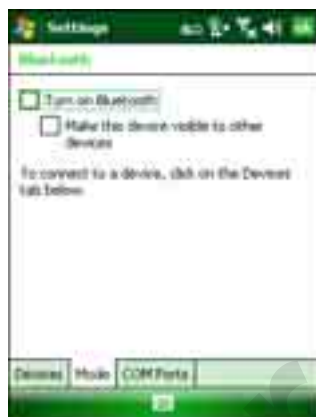 Settings
Bluetooth
Turn on Bluetooth
Make this device visible to other
devices
To connect to a device, click on the Devices
tab below.
Devices Mode COM Ports